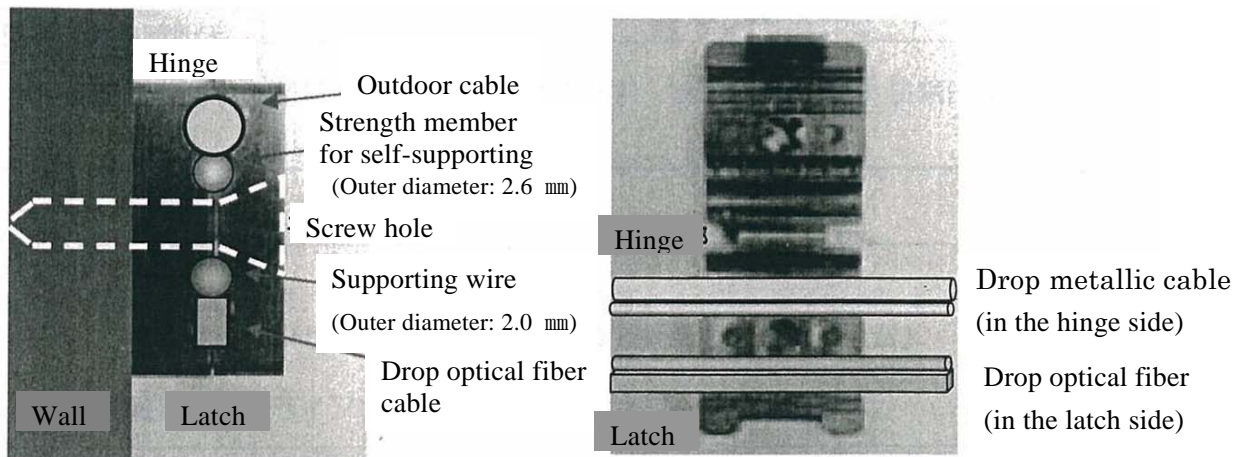 Hinge
Outdoor cable
Strength member
for self-supporting
(Outer diameter: 2.6 ㎜)
Screw hole
Supporting wire
(Outer diameter: 2.0 ㎜)
Drop optical fiber
cable
Wall
Latch
Hinge
Drop metallic cable
(in the hinge side)
Drop optical fiber
(in the latch side)
Latch